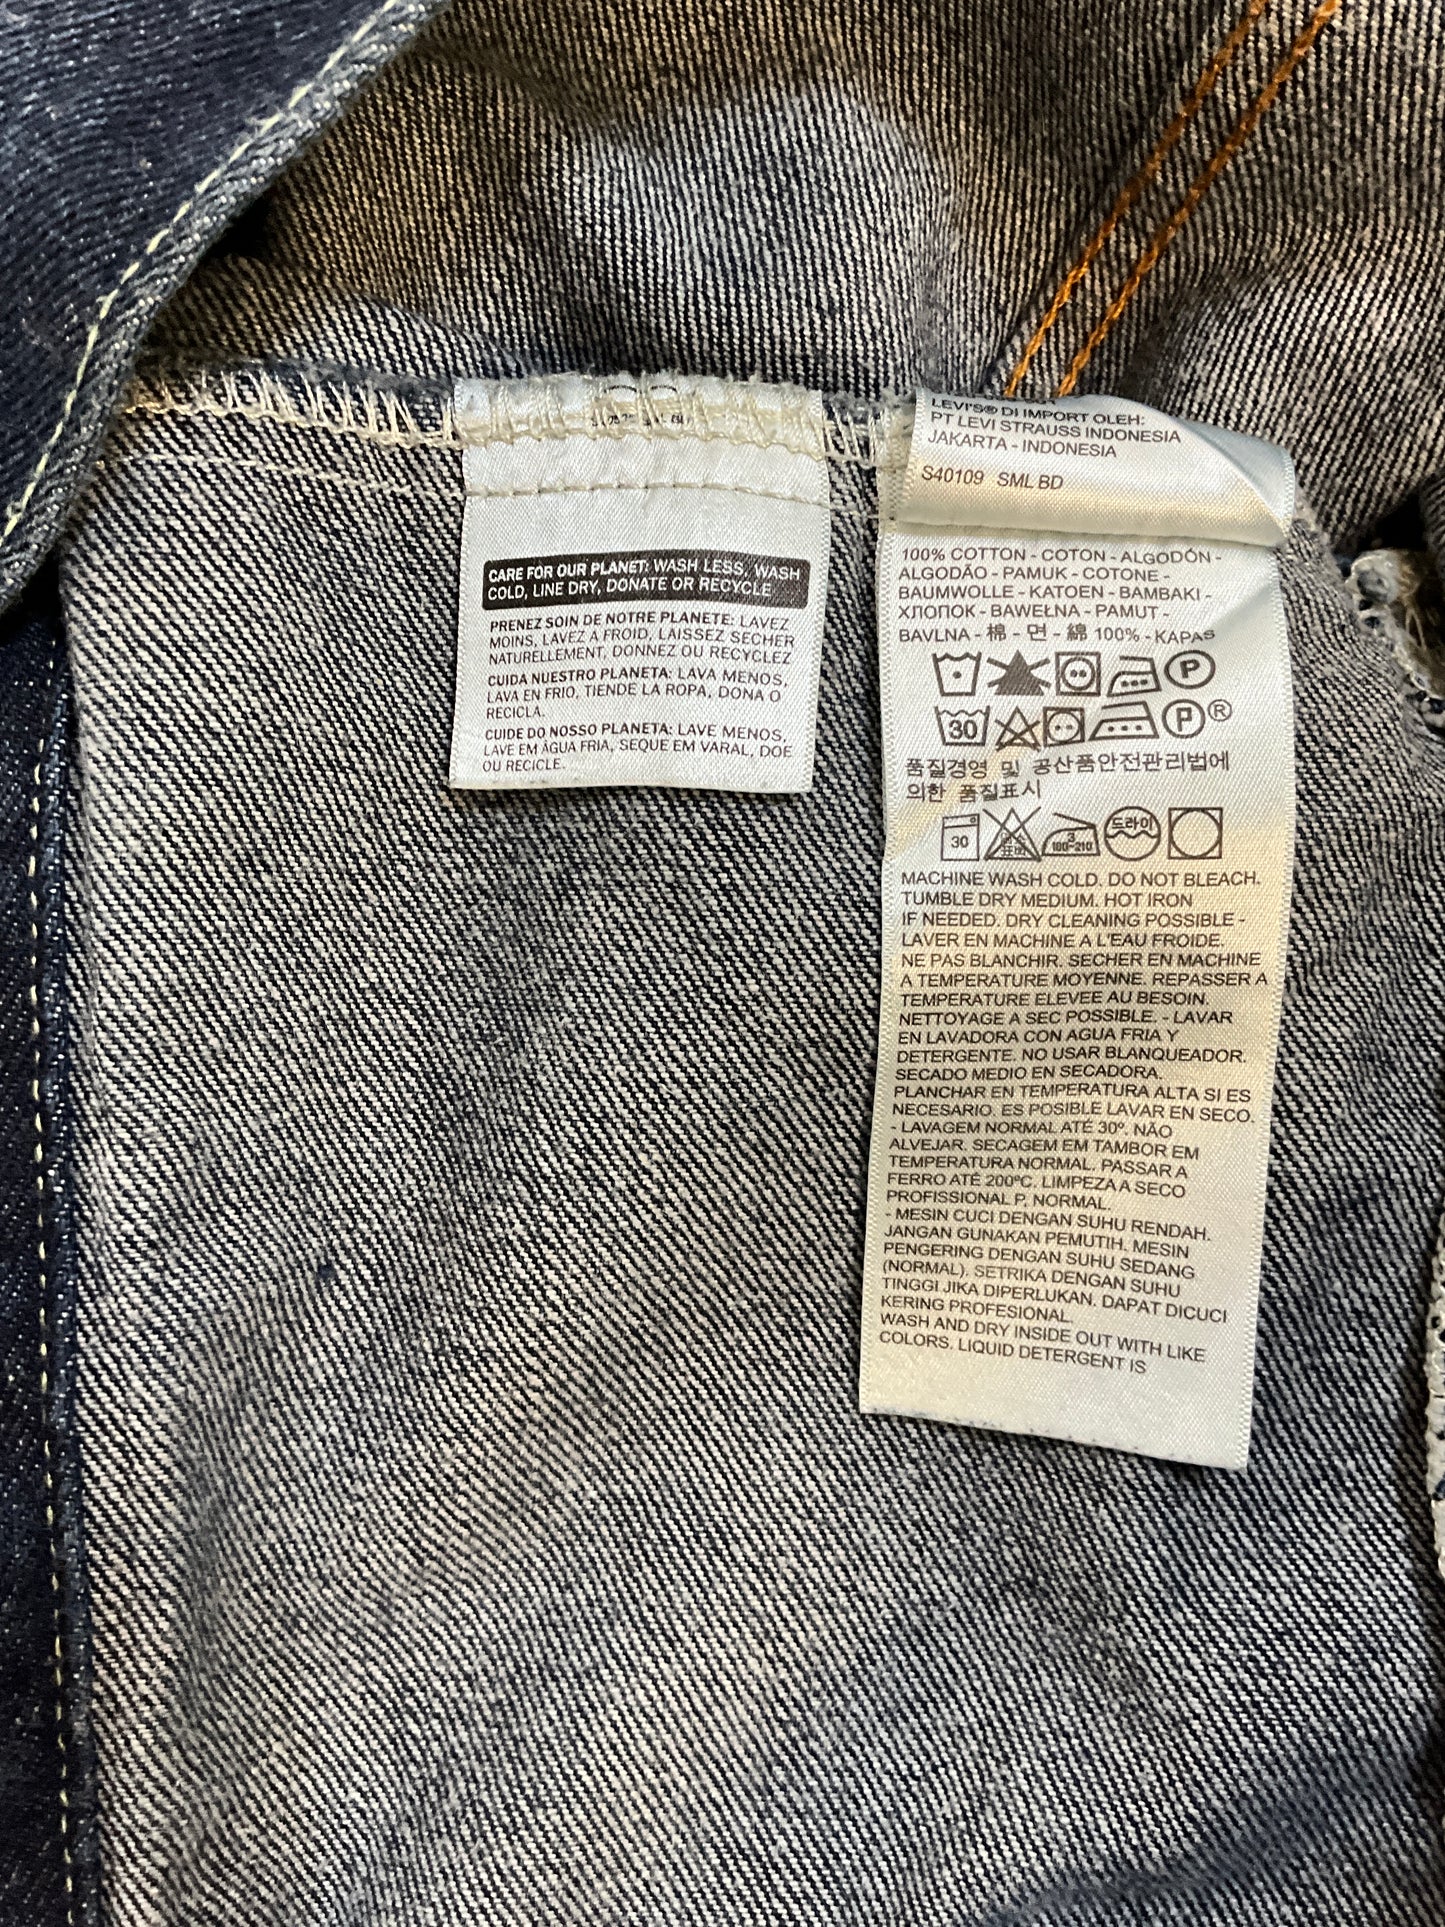 CARE FOR OUR PLANET: WASH LESS, WASH
COLD, LINE DRY, DONATE OR RECYCLE
PRENEZ SOIN DE NOTRE PLANETE: LAVEZ
MOINS, LAVEZ A FROID, LAISSEZ SECHER
NATURELLEMENT, DONNEZ OU RECYCLEZ
CUIDA NUESTRO PLANETA: LAVA MENOS,
LAVA EN FRIO, TIENDE LA ROPA, DONA O
RECICLA.
CUIDE DO NOSSO PLANETA: LAVE MENOS,
LAVE EM ÁGUA FRIA, SEQUE EM VARAL, DOE
OU RECICLE.
LEVI'S® DI IMPORT OLEH:
PT LEVI STRAUSS INDONESIA
JAKARTA - INDONESIA
S40109 SML BD
100% COTTON - COTON - ALGODÓN -
ALGODÃO - PAMUK - COTONE -
BAUMWOLLE - KATOEN - BAMBAKI -
ХЛОПОК - BAWEŁNA - PAMUT -
BAVLNA - 棉 - 면 - 綿 100% - KAPAS
P
30 P ®
품질경영 및 공산품안전관리법에
의한 품질표시
30 표백 3 180~210 드라이
MACHINE WASH COLD. DO NOT BLEACH.
TUMBLE DRY MEDIUM. HOT IRON
IF NEEDED. DRY CLEANING POSSIBLE -
LAVER EN MACHINE A L'EAU FROIDE.
NE PAS BLANCHIR. SECHER EN MACHINE
A TEMPERATURE MOYENNE. REPASSER A
TEMPERATURE ELEVEE AU BESOIN.
NETTOYAGE A SEC POSSIBLE. - LAVAR
EN LAVADORA CON AGUA FRIA Y
DETERGENTE. NO USAR BLANQUEADOR.
SECADO MEDIO EN SECADORA.
PLANCHAR EN TEMPERATURA ALTA SI ES
NECESARIO. ES POSIBLE LAVAR EN SECO.
- LAVAGEM NORMAL ATÉ 30º. NÃO
ALVEJAR. SECAGEM EM TAMBOR EM
TEMPERATURA NORMAL. PASSAR A
FERRO ATÉ 200ºC. LIMPEZA A SECO
PROFISSIONAL P, NORMAL.
- MESIN CUCI DENGAN SUHU RENDAH.
JANGAN GUNAKAN PEMUTIH. MESIN
PENGERING DENGAN SUHU SEDANG
(NORMAL). SETRIKA DENGAN SUHU
TINGGI JIKA DIPERLUKAN. DAPAT DICUCI
KERING PROFESIONAL.
WASH AND DRY INSIDE OUT WITH LIKE
COLORS. LIQUID DETERGENT IS